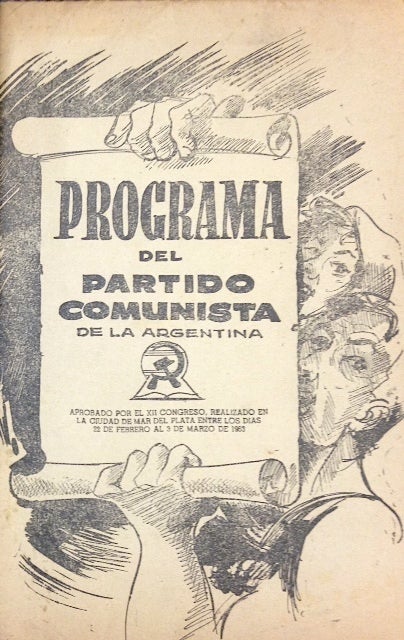 PROGRAMA
DEL
PARTIDO
COMUNISTA
DE LA ARGENTINA
APROBADO POR EL XII CONGRESO, REALIZADO EN
LA CIUDAD DE MAR DEL PLATA ENTRE LOS DIAS
22 DE FEBRERO AL 3 DE MARZO DE 1963